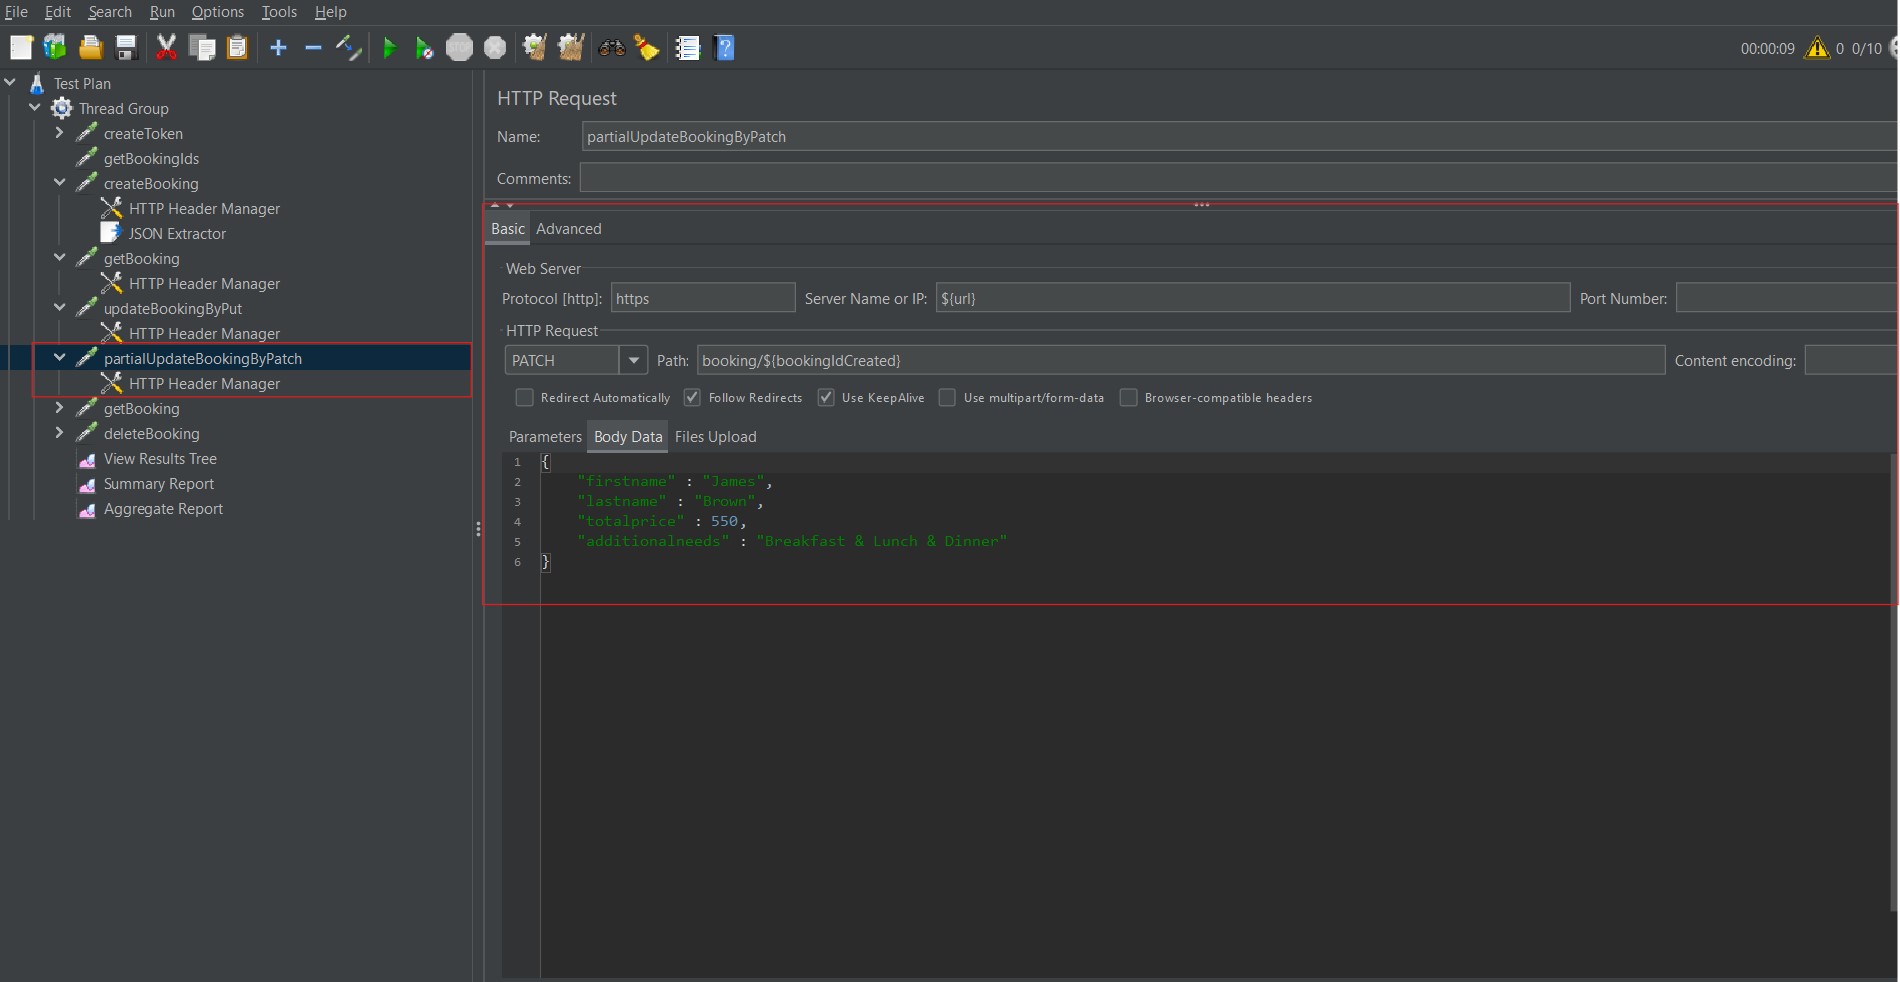 File Edit Search Run Options Tools Help
STOP
00:00:09 0 0/10
Test Plan
Thread Group
createToken
getBookingIds
createBooking
HTTP Header Manager
JSON Extractor
getBooking
HTTP Header Manager
updateBookingByPut
HTTP Header Manager
partialUpdateBookingByPatch
HTTP Header Manager
getBooking
deleteBooking
View Results Tree
Summary Report
Aggregate Report
HTTP Request
Name: partialUpdateBookingByPatch
Comments:
Basic Advanced
Web Server
Protocol [http]: https Server Name or IP: ${url} Port Number:
HTTP Request
PATCH Path: booking/${bookingIdCreated} Content encoding:
Redirect Automatically Follow Redirects Use KeepAlive Use multipart/form-data Browser-compatible headers
Parameters Body Data Files Upload
1 {
2 "firstname" : "James",
3 "lastname" : "Brown",
4 "totalprice" : 550,
5 "additionalneeds" : "Breakfast & Lunch & Dinner"
6 }